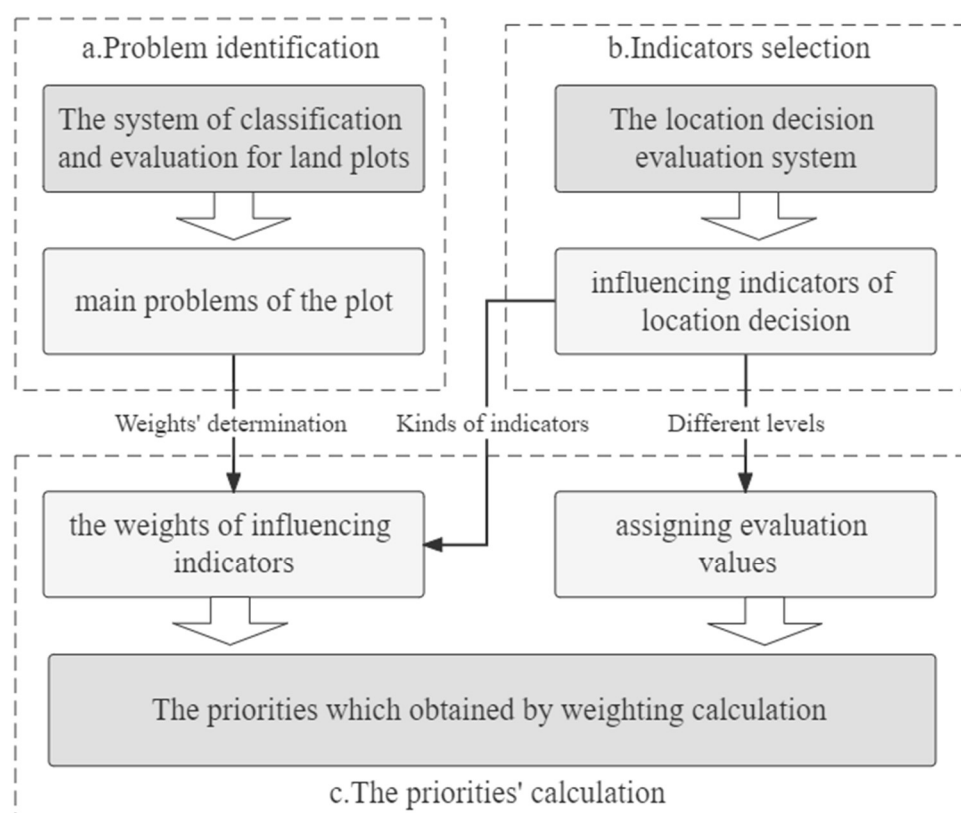 a.Problem identification
The system of classification
and evaluation for land plots
main problems of the plot
b.Indicators selection
The location decision
evaluation system
influencing indicators of
location decision
Weights' determination
Kinds of indicators
Different levels
the weights of influencing
indicators
assigning evaluation
values
The priorities which obtained by weighting calculation
c.The priorities' calculation